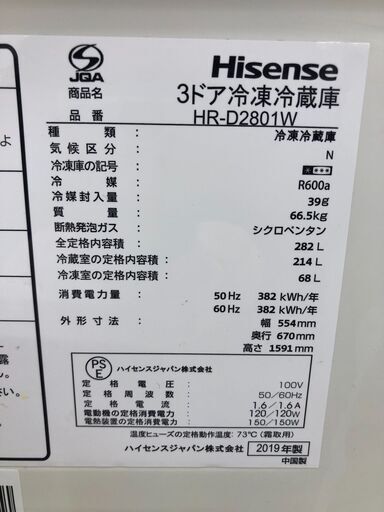 JQA
Hisense
商品名 3ドア冷凍冷蔵庫
品番 HR-D2801W
種類 冷凍冷蔵庫
気候区分 N
冷凍庫の記号
冷媒 R600a
冷媒封入量 39g
質量 66.5kg
断熱発泡ガス シクロペンタン
全定格内容積 282L
冷蔵室の定格内容積 214L
冷凍室の定格内容積 68L
消費電力量 50Hz 382 kWh/年
60Hz 382 kWh/年
外形寸法 幅 554mm
奥行 670mm
高さ 1591mm
PS
E
ハイセンスジャパン株式会社
定格電圧 100V
定格周波数 50/60Hz
定格電流 1.6/1.6A
電動機の定格消費電力 120/120W
電熱装置の定格消費電力 150/150W
温度ヒューズの定格動作温度: 73℃ (霜取用)
ハイセンスジャパン株式会社 2019年製
中国製
よ
露
さい。